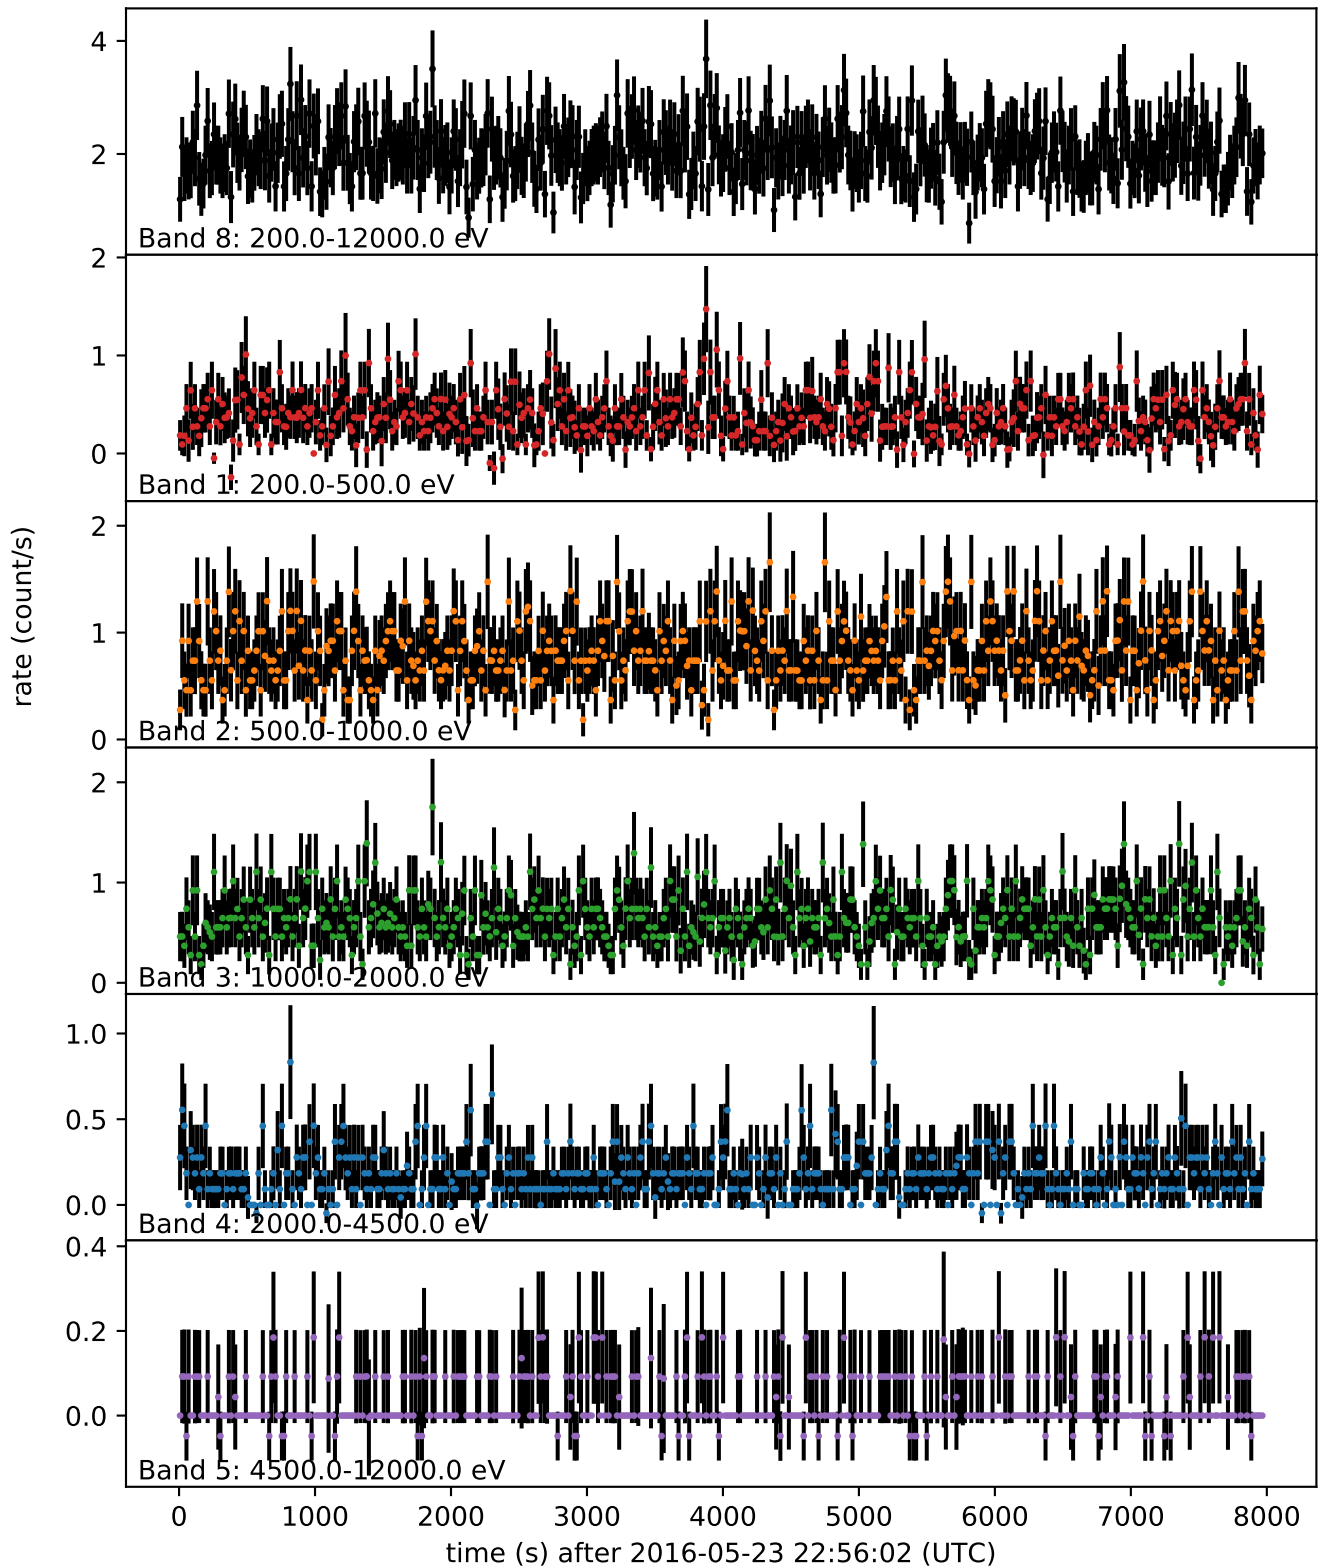 4
2
Band 8: 200.0-12000.0 eV
2
1
0
Band 1: 200.0-500.0 eV
2
1
0
Band 2: 500.0-1000.0 eV
rate (count/s)
2
1
0
Band 3: 1000.0-2000.0 eV
1.0
0.5
0.0
Band 4: 2000.0-4500.0 eV
0.4
0.2
0.0
Band 5: 4500.0-12000.0 eV
0 1000 2000 3000 4000 5000 6000 7000 8000
time (s) after 2016-05-23 22:56:02 (UTC)